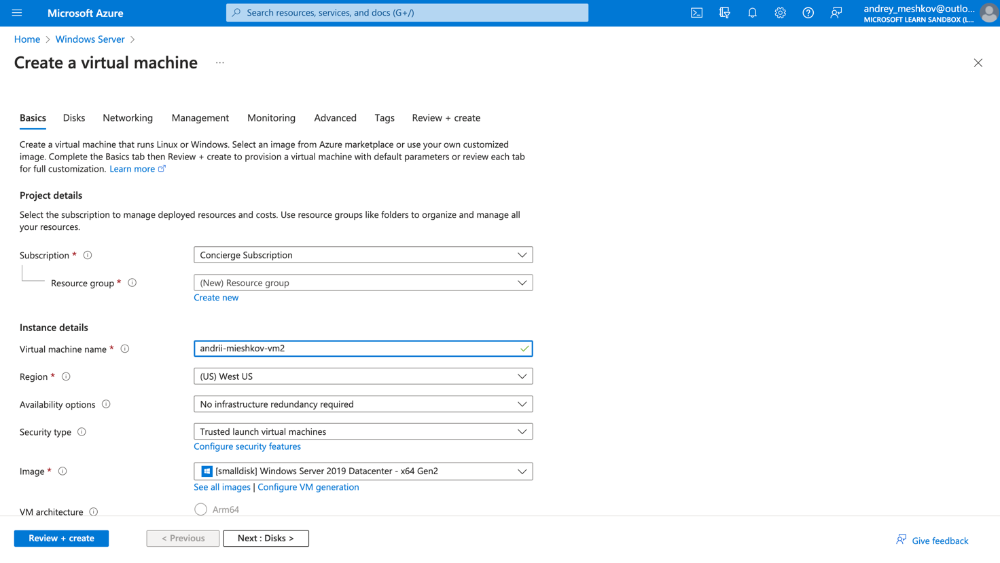 Microsoft Azure
Search resources, services, and docs (G+/)
andrey_meshkov@outlo...
MICROSOFT LEARN SANDBOX (L...
Home > Windows Server >
Create a virtual machine ...
Basics Disks Networking Management Monitoring Advanced Tags Review + create
Create a virtual machine that runs Linux or Windows. Select an image from Azure marketplace or use your own customized
image. Complete the Basics tab then Review + create to provision a virtual machine with default parameters or review each tab
for full customization. Learn more
Project details
Select the subscription to manage deployed resources and costs. Use resource groups like folders to organize and manage all
your resources.
Subscription * Concierge Subscription
Resource group * (New) Resource group
Create new
Instance details
Virtual machine name * andrii-mieshkov-vm2
Region * (US) West US
Availability options No infrastructure redundancy required
Security type Trusted launch virtual machines
Configure security features
Image * [smalldisk] Windows Server 2019 Datacenter - x64 Gen2
See all images | Configure VM generation
VM architecture Arm64
Review + create < Previous Next : Disks > Give feedback